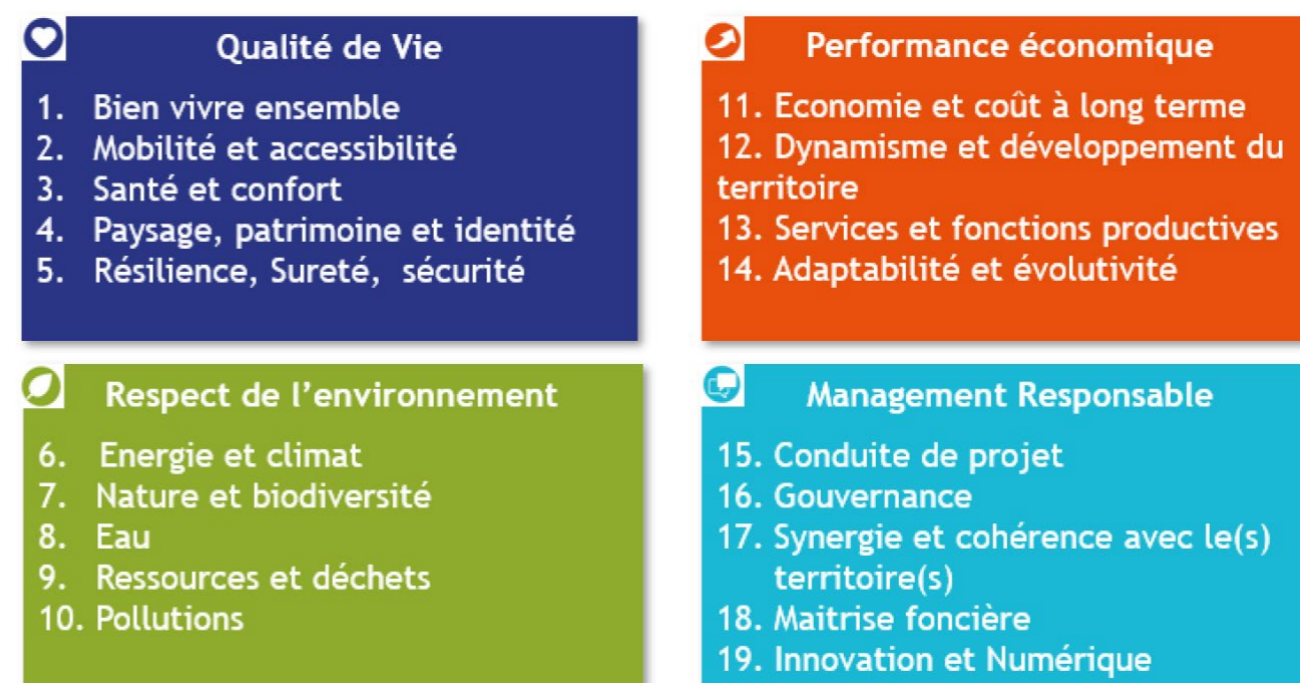 Qualité de Vie
1. Bien vivre ensemble
2. Mobilité et accessibilité
3. Santé et confort
4. Paysage, patrimoine et identité
5. Résilience, Sureté, sécurité
Performance économique
11. Economie et coût à long terme
12. Dynamisme et développement du
territoire
13. Services et fonctions productives
14. Adaptabilité et évolutivité
Respect de l’environnement
6. Energie et climat
7. Nature et biodiversité
8. Eau
9. Ressources et déchets
10. Pollutions
Management Responsable
15. Conduite de projet
16. Gouvernance
17. Synergie et cohérence avec le(s)
territoire(s)
18. Maitrise foncière
19. Innovation et Numérique